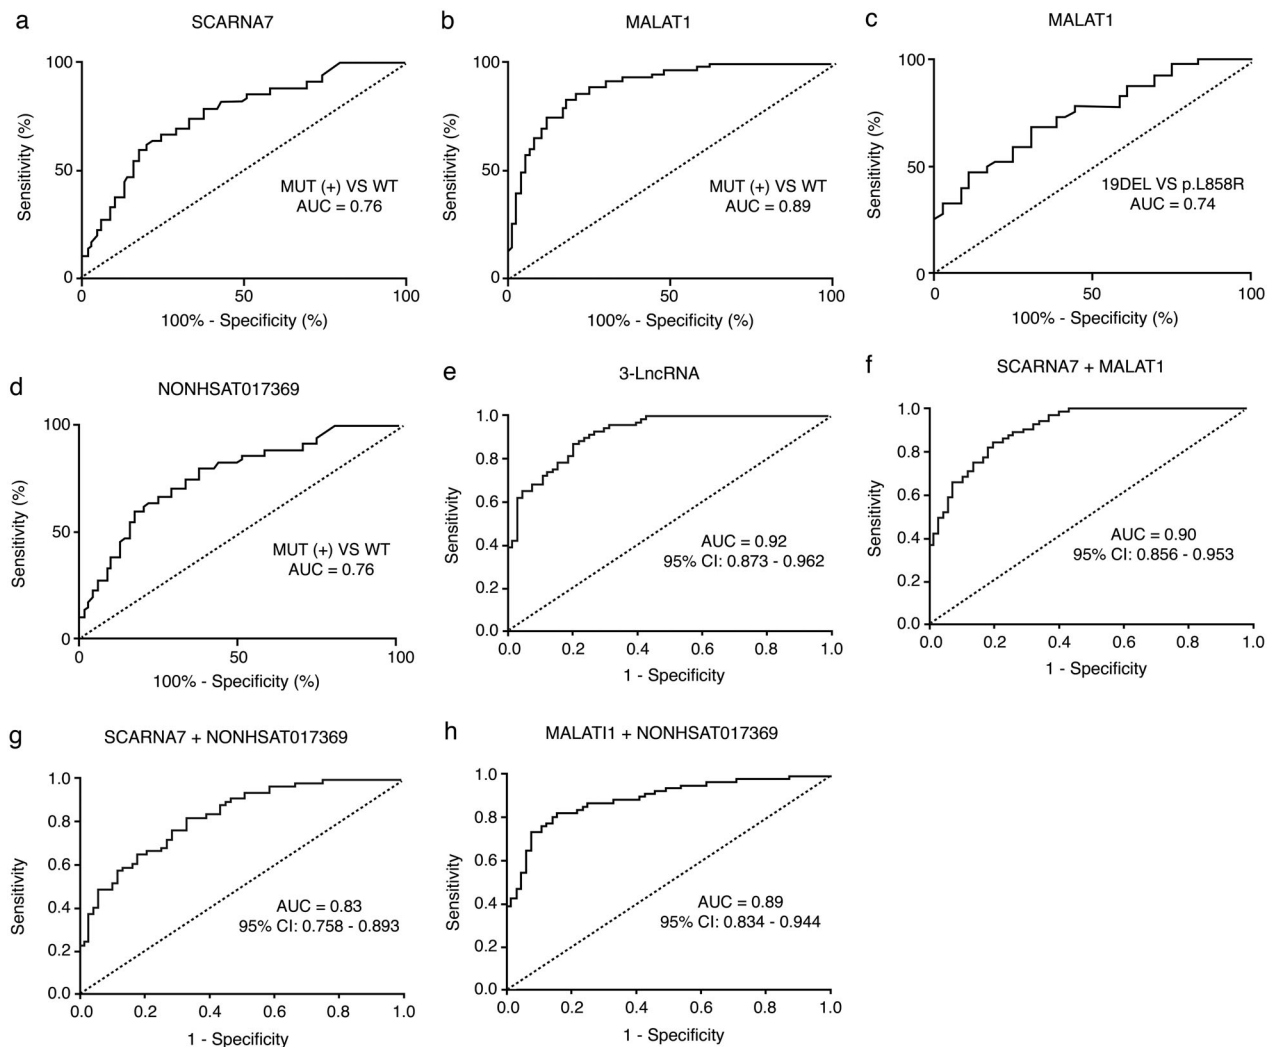 a
SCARNA7
Sensitivity (%)
100
50
0
MUT (+) VS WT
AUC = 0.76
0
50
100
100% - Specificity (%)
b
MALAT1
Sensitivity (%)
100
50
0
MUT (+) VS WT
AUC = 0.89
0
50
100
100% - Specificity (%)
c
MALAT1
Sensitivity (%)
100
50
0
19DEL VS p.L858R
AUC = 0.74
0
50
100
100% - Specificity (%)
d
NONHSAT017369
Sensitivity (%)
100
50
0
MUT (+) VS WT
AUC = 0.76
0
50
100
100% - Specificity (%)
e
3-LncRNA
Sensitivity
1.0
0.8
0.6
0.4
0.2
0.0
AUC = 0.92
95% CI: 0.873 - 0.962
0.0
0.2
0.4
0.6
0.8
1.0
1 - Specificity
f
SCARNA7 + MALAT1
Sensitivity
1.0
0.8
0.6
0.4
0.2
0.0
AUC = 0.90
95% CI: 0.856 - 0.953
0.0
0.2
0.4
0.6
0.8
1.0
1 - Specificity
g
SCARNA7 + NONHSAT017369
Sensitivity
1.0
0.8
0.6
0.4
0.2
0.0
AUC = 0.83
95% CI: 0.758 - 0.893
0.0
0.2
0.4
0.6
0.8
1.0
1 - Specificity
h
MALATI1 + NONHSAT017369
Sensitivity
1.0
0.8
0.6
0.4
0.2
0.0
AUC = 0.89
95% CI: 0.834 - 0.944
0.0
0.2
0.4
0.6
0.8
1.0
1 - Specificity